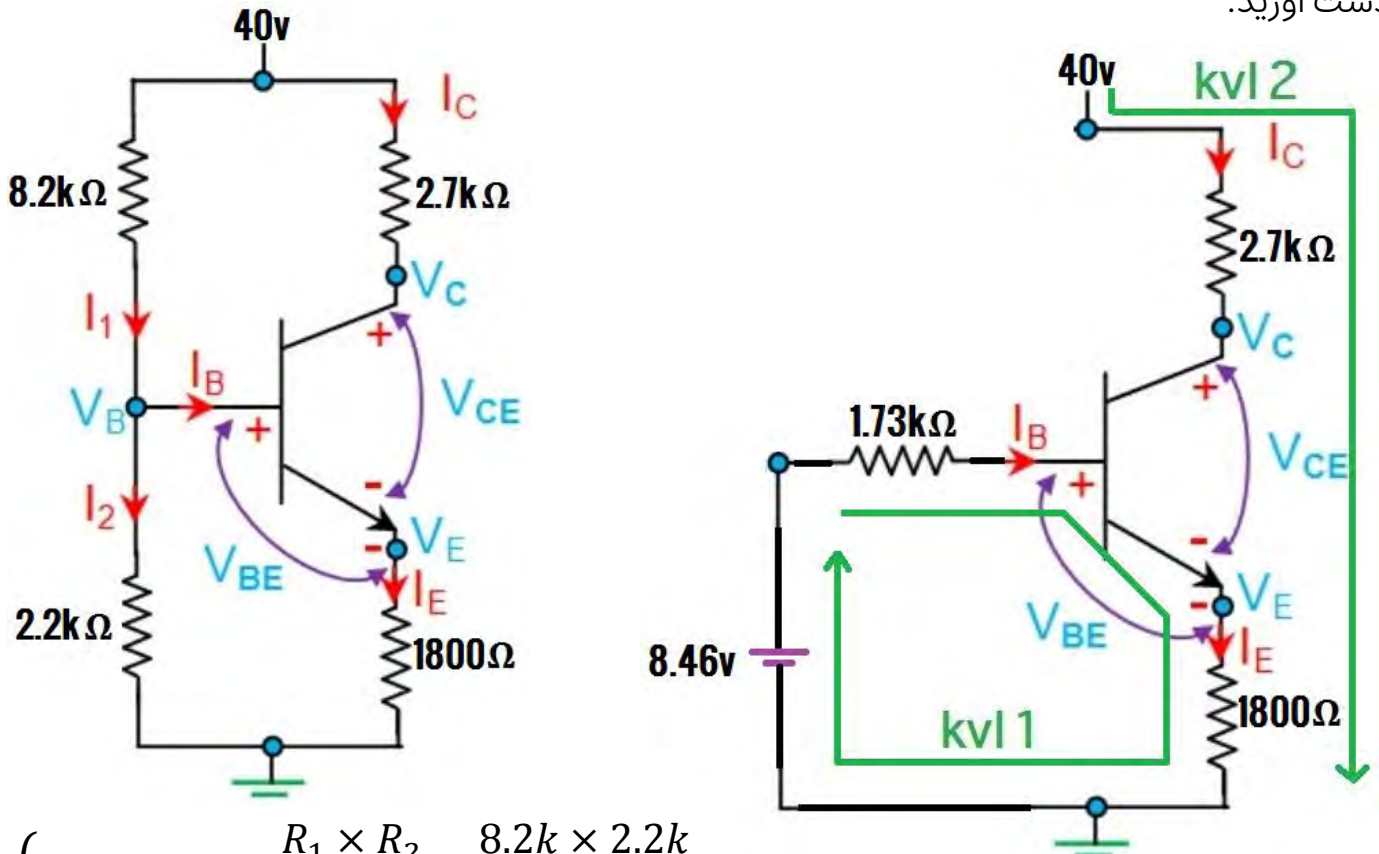 دست آورید.
40v
I_C
8.2kΩ
2.7kΩ
V_C
I_1
+
I_B
V_B
+
V_CE
-
I_2
-
V_E
V_BE
I_E
2.2kΩ
1800Ω
40v
kvl 2
I_C
2.7kΩ
V_C
+
1.73kΩ
I_B
V_CE
+
-
-
V_E
V_BE
I_E
8.46v
1800Ω
kvl 1
R_1 × R_2 8.2k × 2.2k